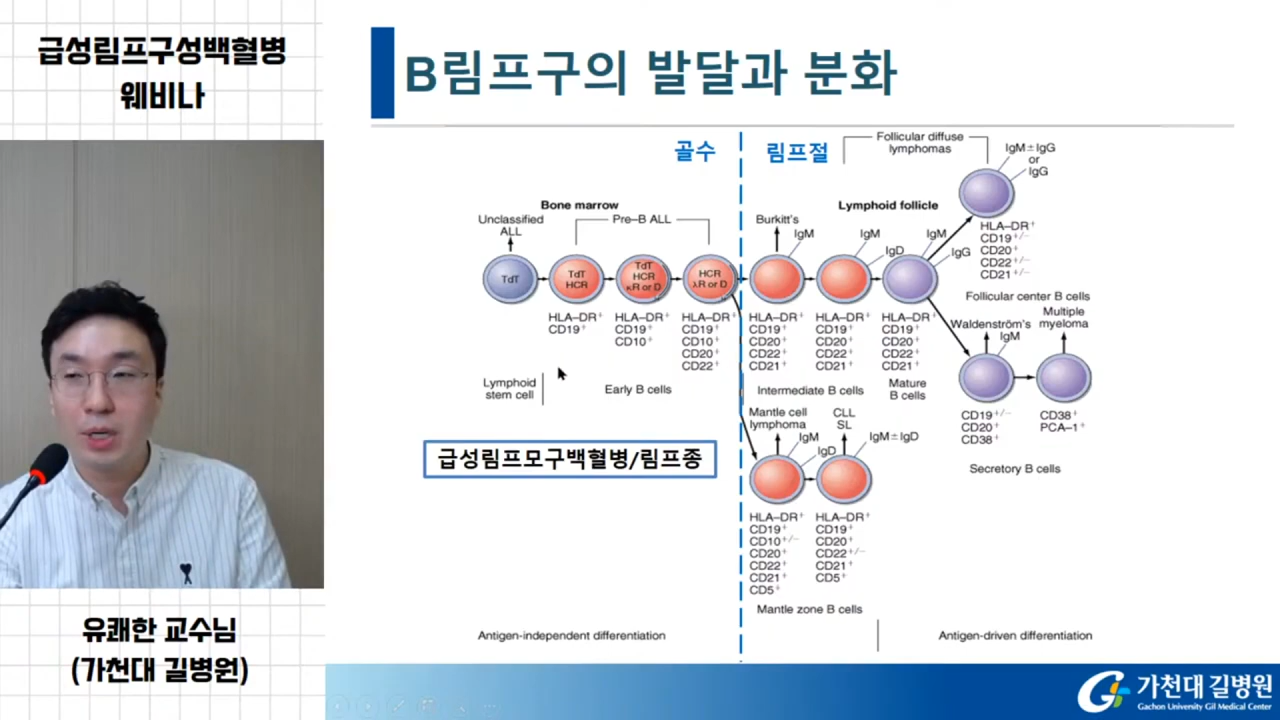 급성림프구성백혈병
웨비나
B림프구의 발달과 분화
골수
림프절
Follicular diffuse
lymphomas
IgM±IgG
or
IgG
Bone marrow
Lymphoid follicle
Unclassified
ALL
Pre–B ALL
Burkitt's
IgM
IgM
IgD
IgM
IgG
TdT
TdT
HCR
TdT
HCR
κR or D
HCR
λR or D
HLA–DR+
CD19+/−
CD20+
CD22+/−
CD21+/−
Follicular center B cells
HLA–DR+
CD19+
HLA–DR+
CD19+
CD10+
HLA–DR+
CD19+
CD10+
CD20+
CD22+
HLA–DR+
CD19+
CD20+
CD22+
CD21+
HLA–DR+
CD19+
CD20+
CD22+
CD21+
HLA–DR+
CD19+
CD20+
CD22+
CD21+
Waldenström's
IgM
Multiple
myeloma
Lymphoid
stem cell
Early B cells
Intermediate B cells
Mature
B cells
CD19+/−
CD20+
CD38+
CD38+
PCA–1+
Secretory B cells
Mantle cell
lymphoma
IgM
IgD
CLL
SL
IgM±IgD
급성림프모구백혈병/림프종
HLA–DR+
CD19+
CD10+/−
CD20+
CD22+
CD21+
CD5+
HLA–DR+
CD19+
CD20+
CD22+/−
CD21+
CD5+
Mantle zone B cells
Antigen-independent differentiation
Antigen-driven differentiation
유쾌한 교수님
(가천대 길병원)
가천대 길병원
Gachon University Gil Medical Center